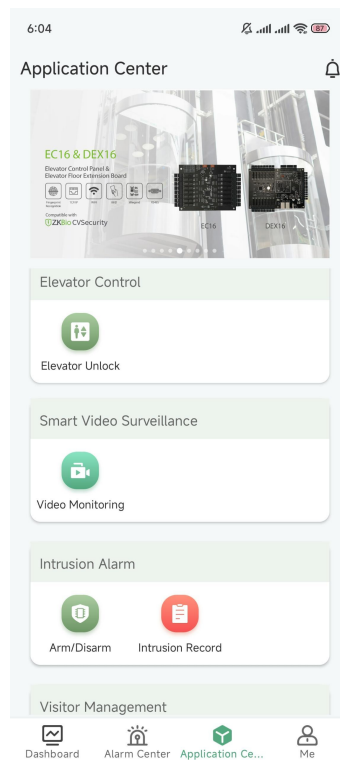 6:04
87
Application Center
EC16 & DEX16
Elevator Control Panel &
Elevator Floor Extension Board
Compatible with
ZKBio CVSecurity
EC16
DEX16
Elevator Control
Elevator Unlock
Smart Video Surveillance
Video Monitoring
Intrusion Alarm
Arm/Disarm Intrusion Record
Visitor Management
Dashboard Alarm Center Application Ce... Me